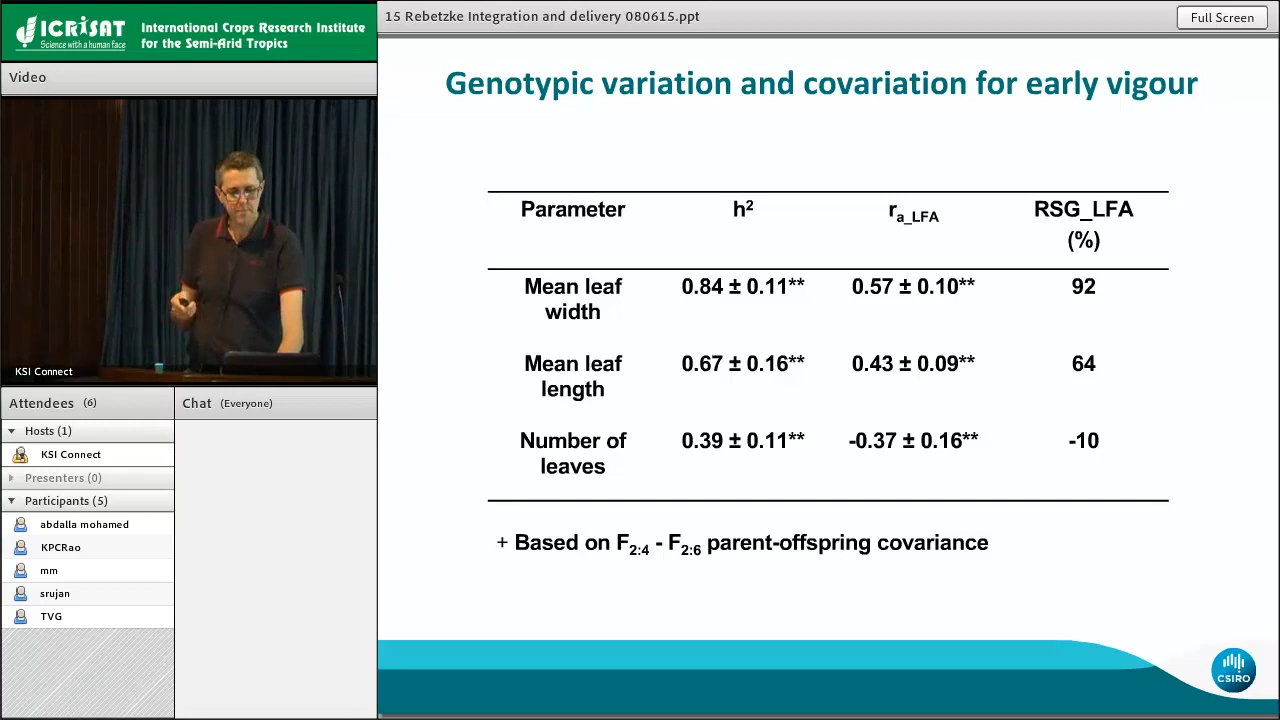 ICRISAT
Science with a human face
International Crops Research Institute
for the Semi-Arid Tropics
15 Rebetzke Integration and delivery 080615.ppt
Full Screen
Video
KSI Connect
Attendees (6)
Hosts (1)
KSI Connect
Presenters (0)
Participants (5)
abdalla mohamed
KPCRao
mm
srujan
TVG
Chat (Everyone)
Genotypic variation and covariation for early vigour
Parameter h² rₐ_LFA RSG_LFA
(%)
Mean leaf 0.84 ± 0.11** 0.57 ± 0.10** 92
width
Mean leaf 0.67 ± 0.16** 0.43 ± 0.09** 64
length
Number of 0.39 ± 0.11** -0.37 ± 0.16** -10
leaves
+ Based on F2:4 - F2:6 parent-offspring covariance
CSIRO